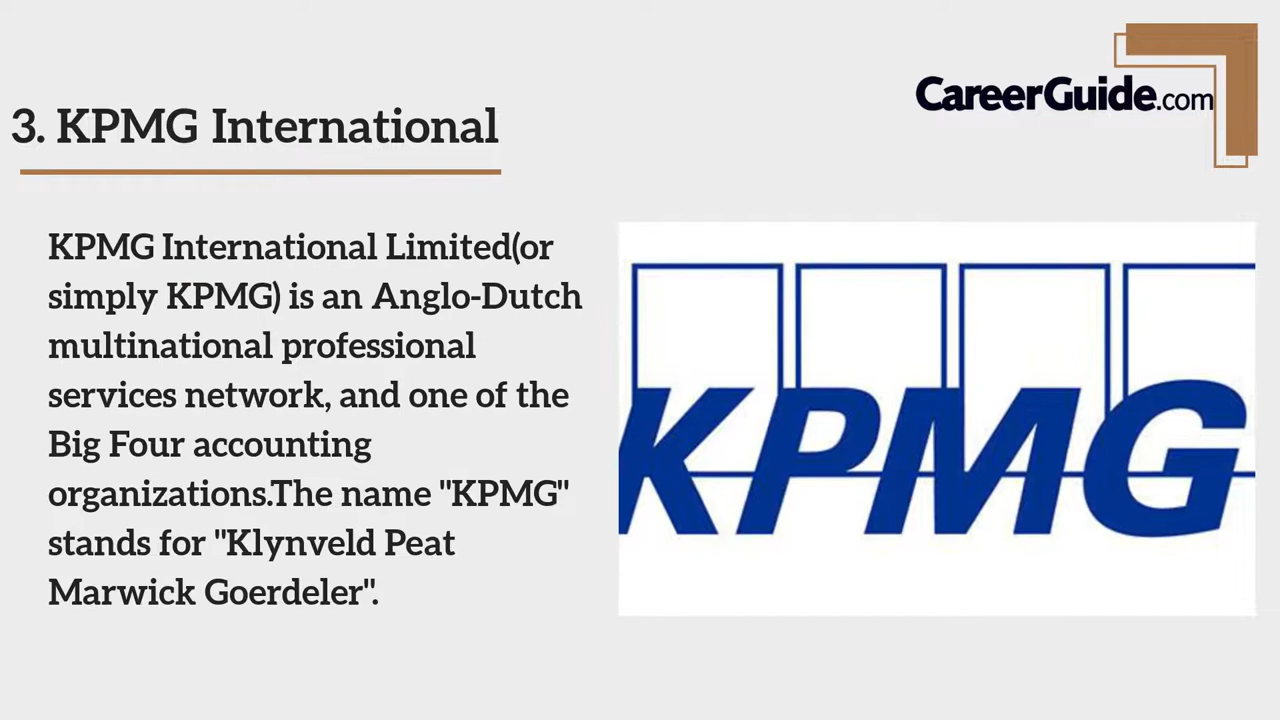 CareerGuide.com
3. KPMG International
KPMG International Limited(or
simply KPMG) is an Anglo-Dutch
multinational professional
services network, and one of the
Big Four accounting
organizations.The name "KPMG"
stands for "Klynveld Peat
Marwick Goerdeler".
KPMG